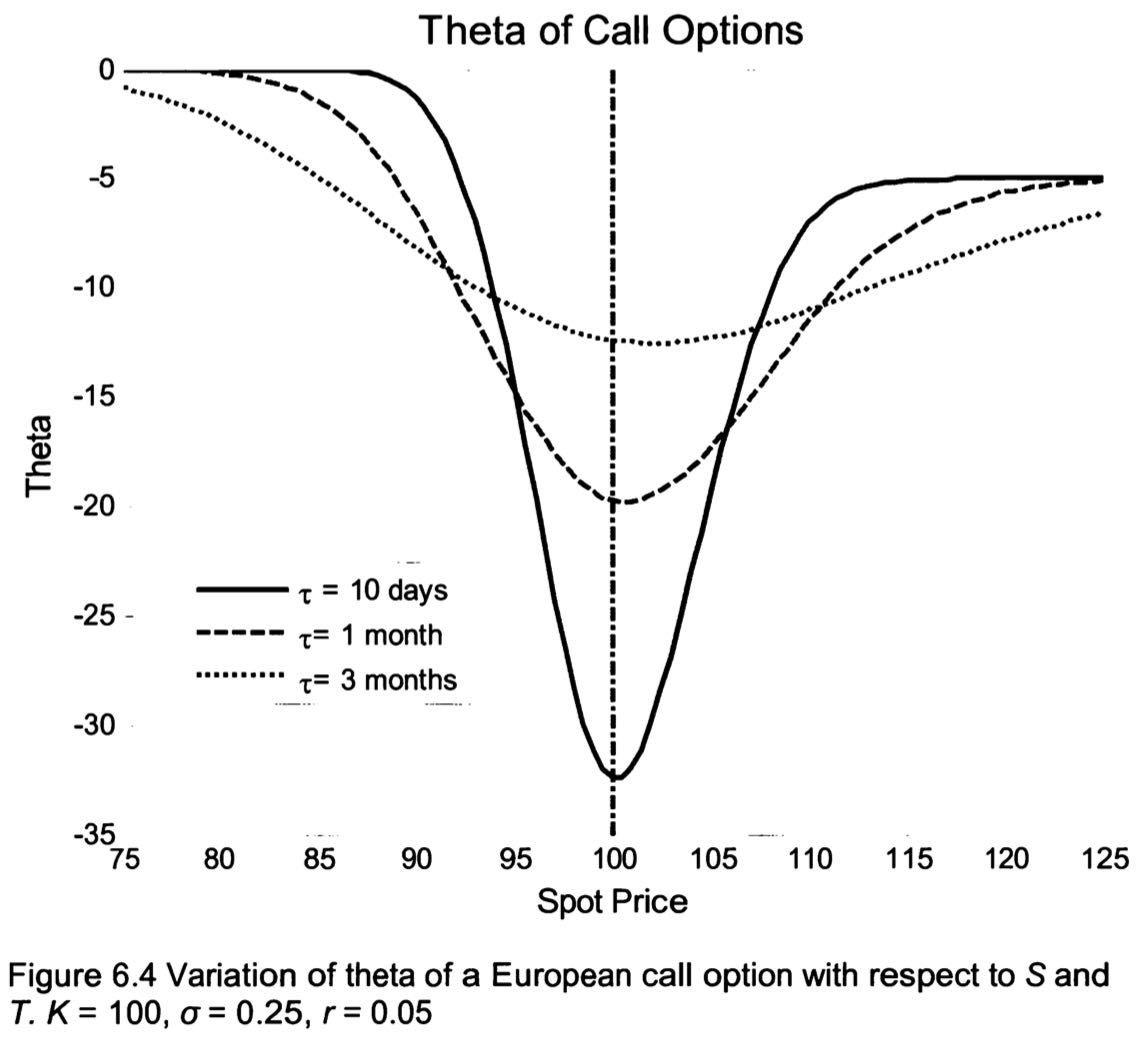 Theta of Call Options
0
-5
-10
-15
-20
-25
-30
-35
Theta
τ = 10 days
τ= 1 month
τ= 3 months
75 80 85 90 95 100 105 110 115 120 125
Spot Price
Figure 6.4 Variation of theta of a European call option with respect to S and
T. K = 100, σ = 0.25, r = 0.05